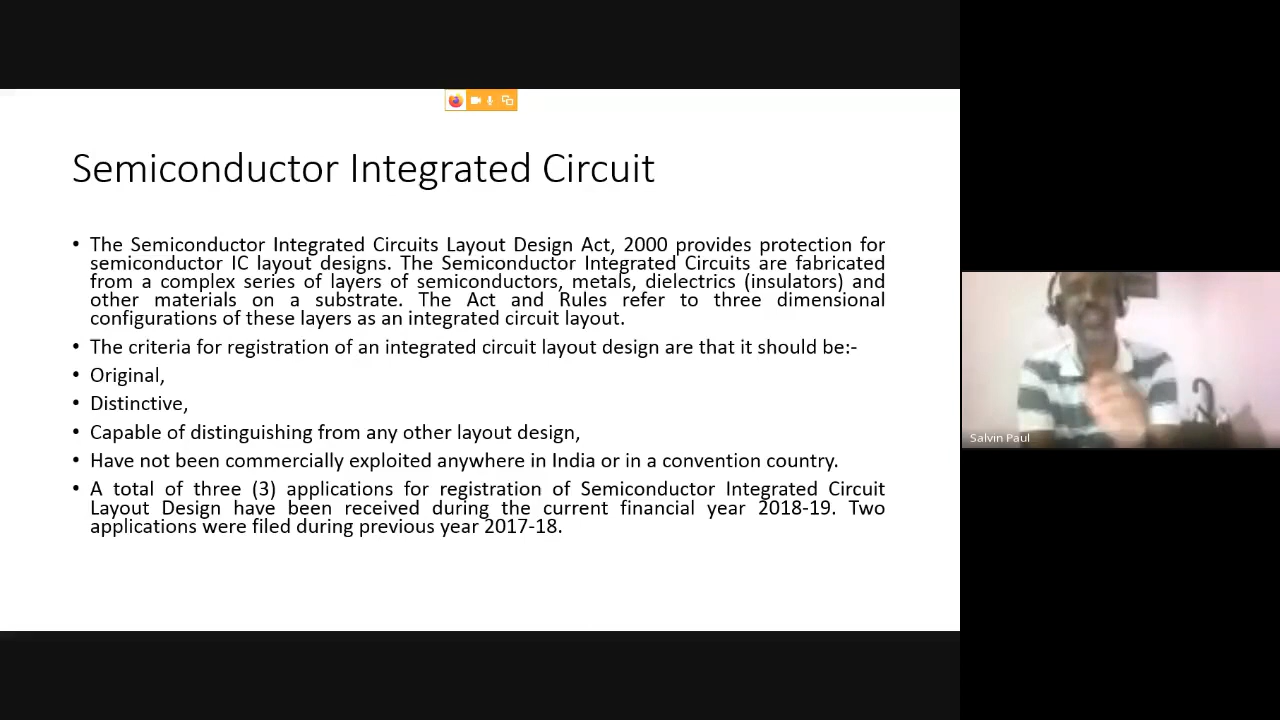 Semiconductor Integrated Circuit
• The Semiconductor Integrated Circuits Layout Design Act, 2000 provides protection for
semiconductor IC layout designs. The Semiconductor Integrated Circuits are fabricated
from a complex series of layers of semiconductors, metals, dielectrics (insulators) and
other materials on a substrate. The Act and Rules refer to three dimensional
configurations of these layers as an integrated circuit layout.
• The criteria for registration of an integrated circuit layout design are that it should be:-
• Original,
• Distinctive,
• Capable of distinguishing from any other layout design,
• Have not been commercially exploited anywhere in India or in a convention country.
• A total of three (3) applications for registration of Semiconductor Integrated Circuit
Layout Design have been received during the current financial year 2018-19. Two
applications were filed during previous year 2017-18.
Salvin Paul